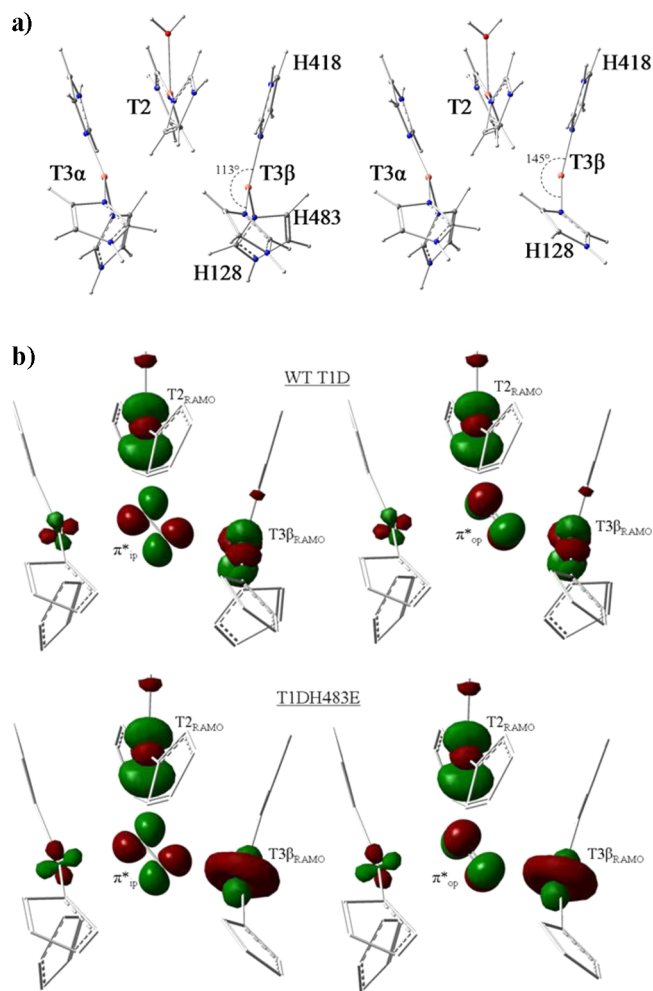 a)
H418
T2
T3α
113°
T3β
H483
H128
H418
T2
T3α
145°
T3β
H128
b)
WT T1D
T2RAMO
π*ip
T3βRAMO
T2RAMO
π*op
T3βRAMO
T1DH483E
T2RAMO
π*ip
T3βRAMO
T2RAMO
π*op
T3βRAMO